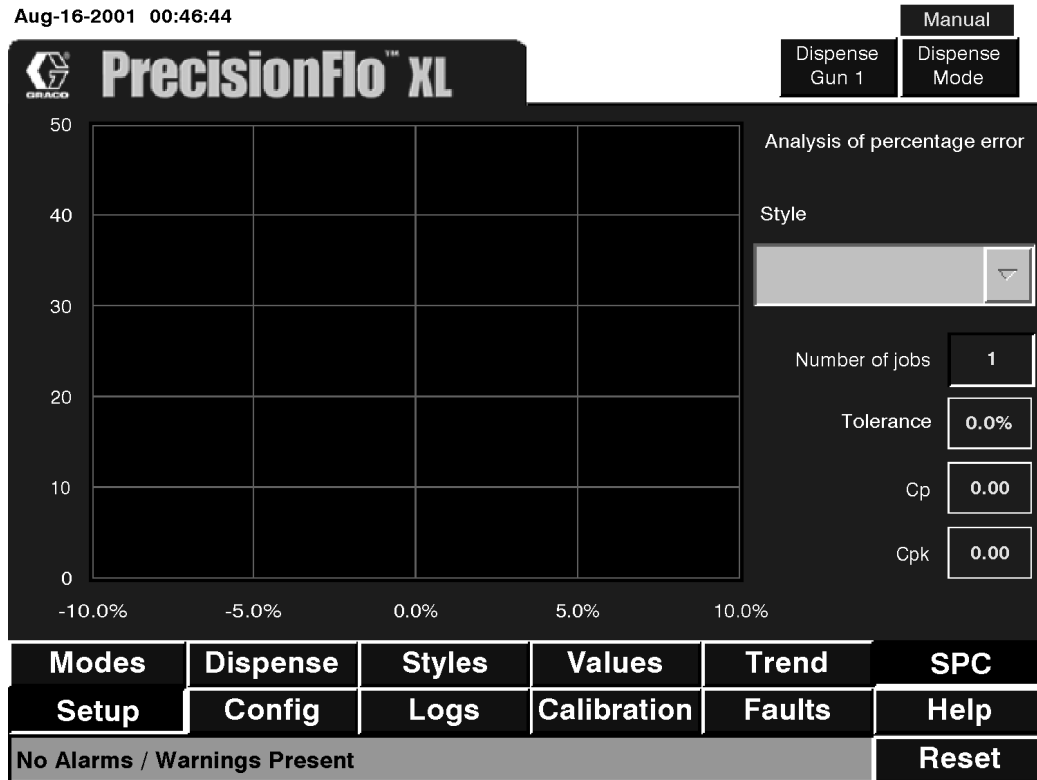 Aug-16-2001 00:46:44
Manual
Dispense
Gun 1
Dispense
Mode
GRACO
PrecisionFlo™ XL
Analysis of percentage error
50
40
30
20
10
0
-10.0%
-5.0%
0.0%
5.0%
10.0%
Style
Number of jobs 1
Tolerance 0.0%
Cp 0.00
Cpk 0.00
Modes Dispense Styles Values Trend SPC
Setup Config Logs Calibration Faults Help
No Alarms / Warnings Present Reset